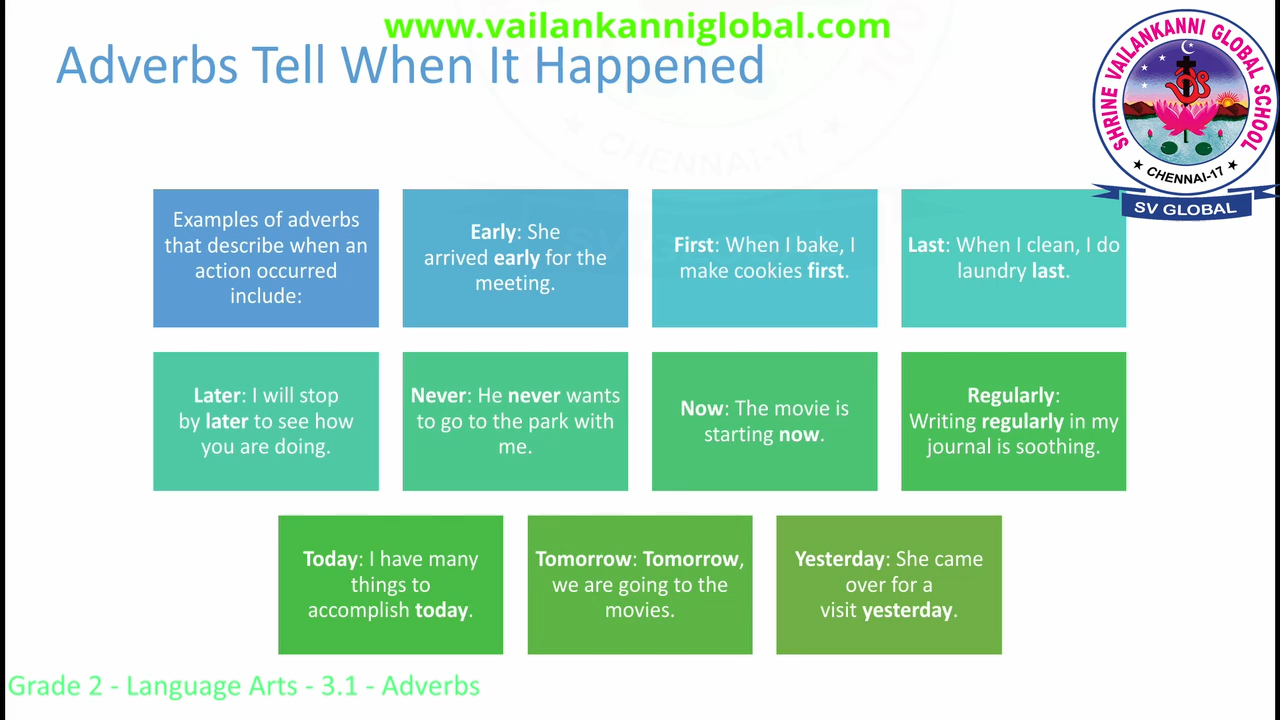 www.vailankanniglobal.com
Adverbs Tell When It Happened
SHRINE VAILANKANNI GLOBAL SCHOOL
★ CHENNAI-17 ★
SV GLOBAL
CHENNAI-17
SV GLOBAL
Examples of adverbs
that describe when an
action occurred
include:
Early: She
arrived early for the
meeting.
First: When I bake, I
make cookies first.
Last: When I clean, I do
laundry last.
Later: I will stop
by later to see how
you are doing.
Never: He never wants
to go to the park with
me.
Now: The movie is
starting now.
Regularly:
Writing regularly in my
journal is soothing.
Today: I have many
things to
accomplish today.
Tomorrow: Tomorrow,
we are going to the
movies.
Yesterday: She came
over for a
visit yesterday.
Grade 2 - Language Arts - 3.1 - Adverbs